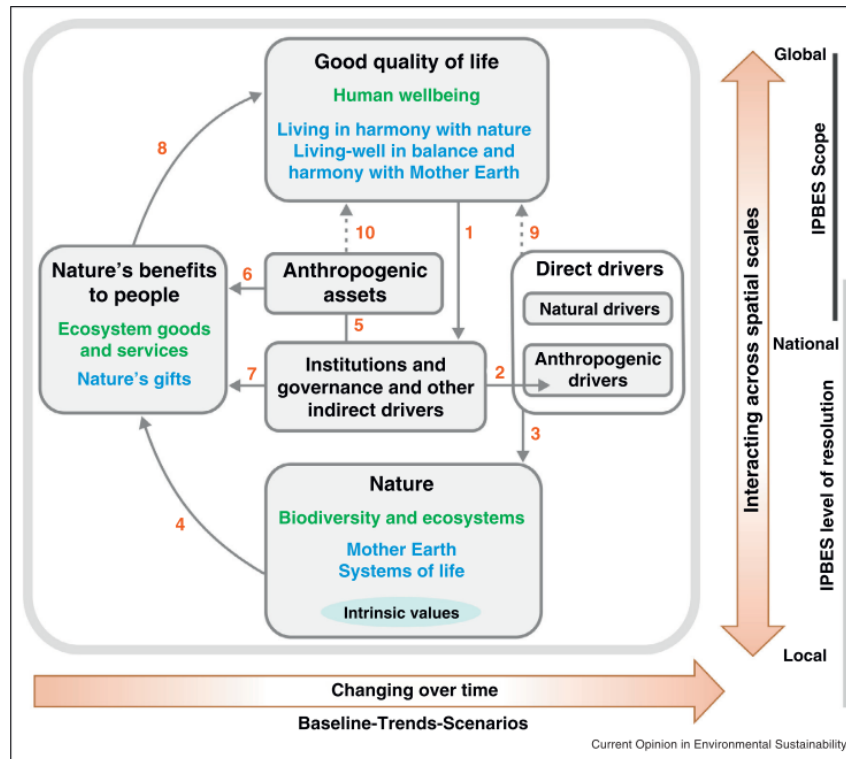 Good quality of life
Human wellbeing
Living in harmony with nature
Living-well in balance and
harmony with Mother Earth
8
10
1
9
Nature's benefits
to people
Ecosystem goods
and services
Nature's gifts
6
Anthropogenic
assets
5
7
Institutions and
governance and other
indirect drivers
2
Direct drivers
Natural drivers
Anthropogenic
drivers
3
4
Nature
Biodiversity and ecosystems
Mother Earth
Systems of life
Intrinsic values
Global
National
Local
Interacting across spatial scales
IPBES Scope
IPBES level of resolution
Changing over time
Baseline-Trends-Scenarios
Current Opinion in Environmental Sustainability